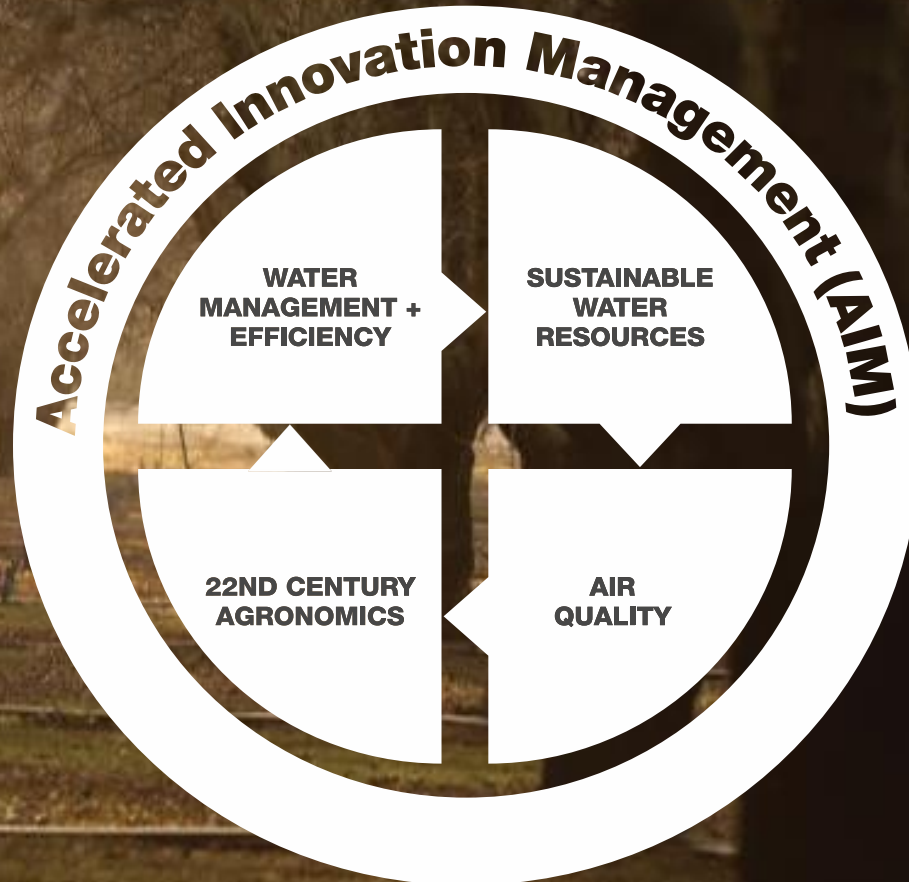 Accelerated Innovation Management (AIM)
WATER
MANAGEMENT +
EFFICIENCY
SUSTAINABLE
WATER
RESOURCES
22ND CENTURY
AGRONOMICS
AIR
QUALITY